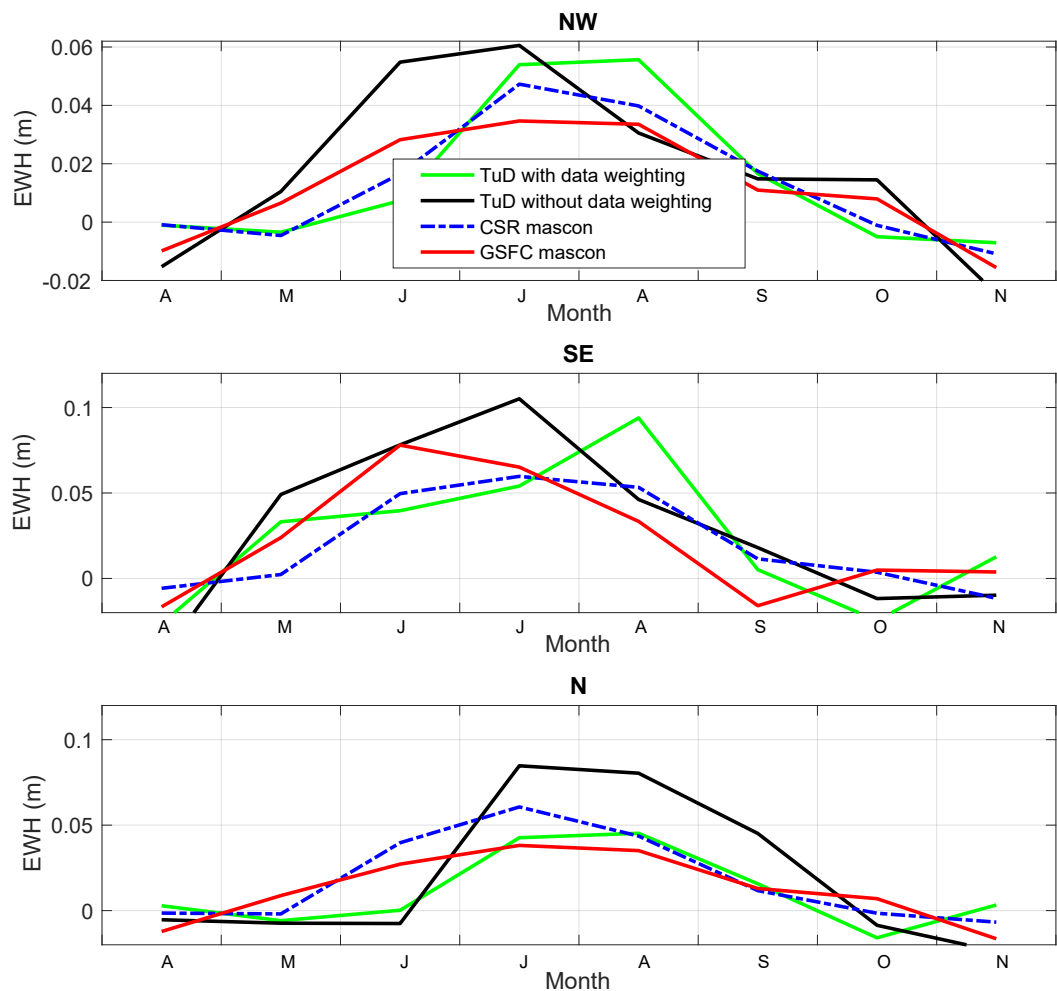 NW
0.06
0.04
0.02
0
-0.02
EWH (m)
TuD with data weighting
TuD without data weighting
CSR mascon
GSFC mascon
A M J J A S O N
Month
SE
0.1
0.05
0
EWH (m)
A M J J A S O N
Month
N
0.1
0.05
0
EWH (m)
A M J J A S O N
Month